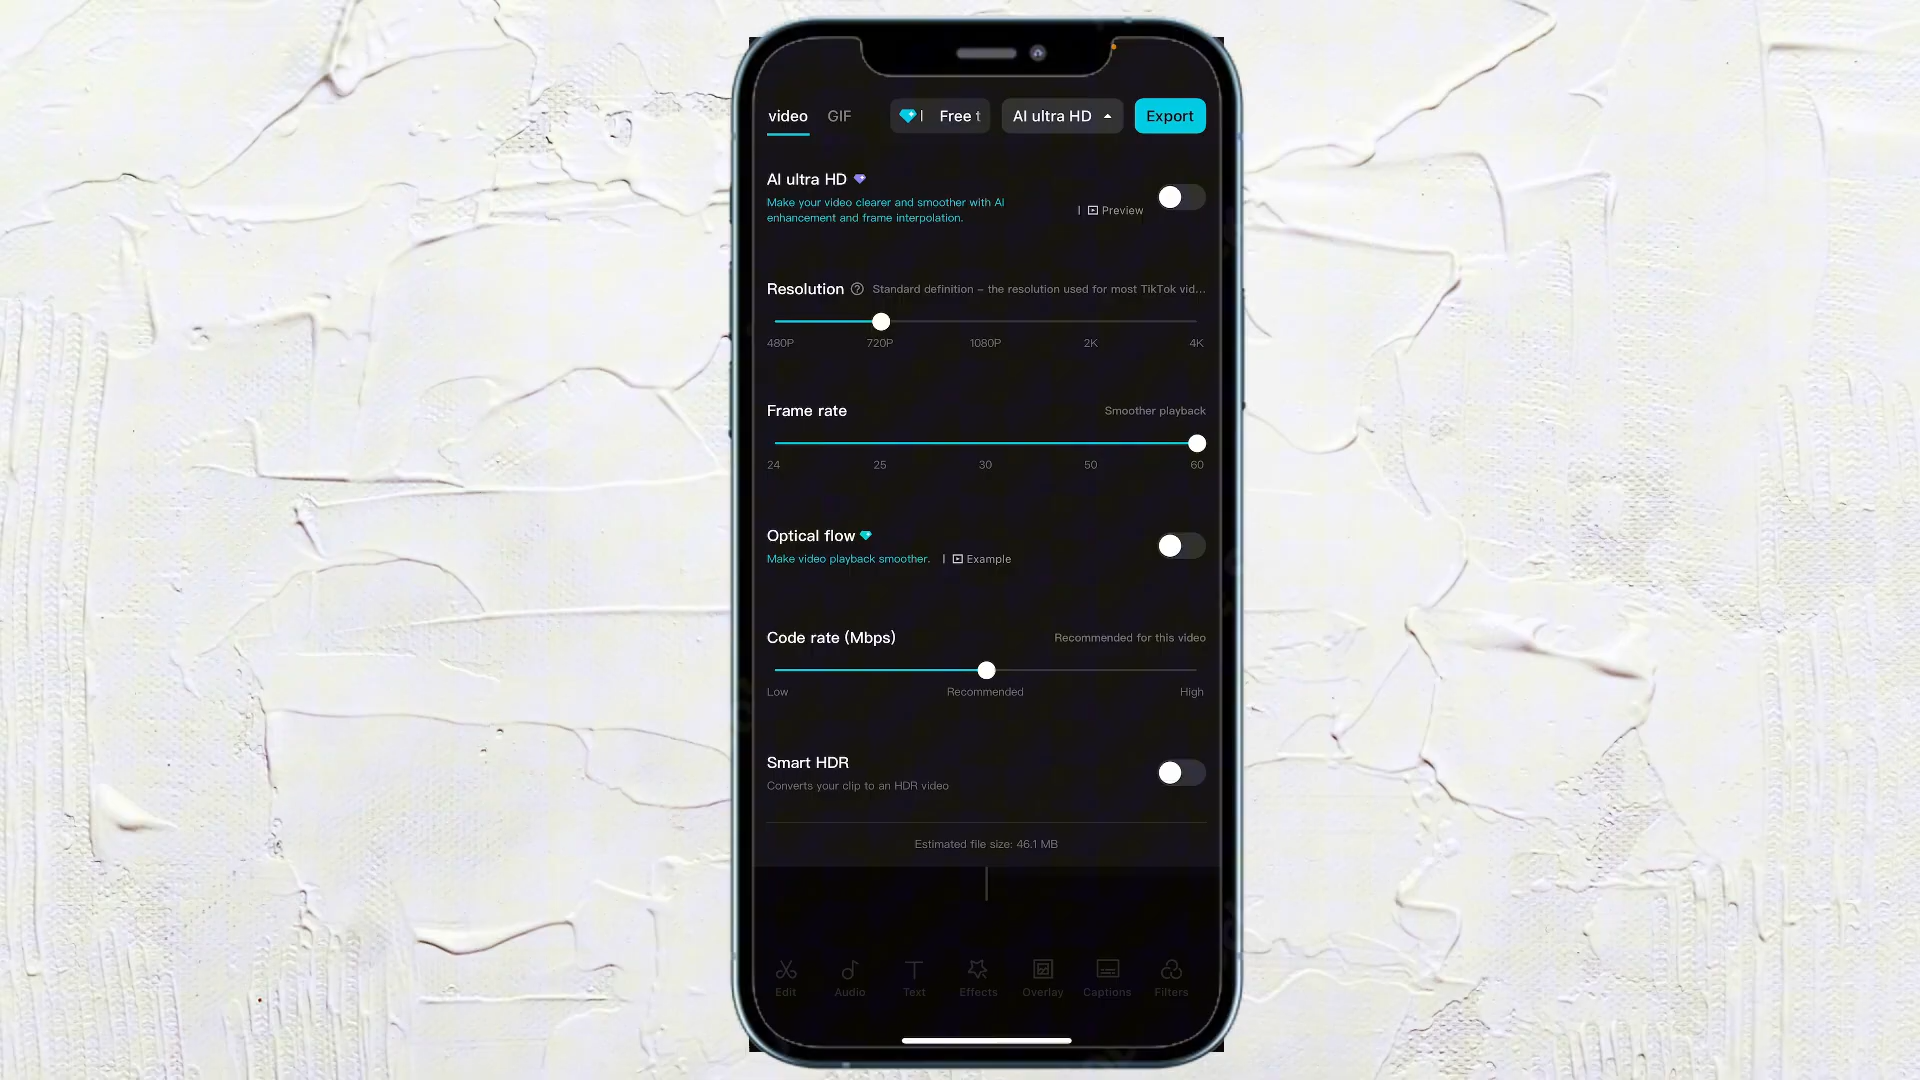 video GIF Free t AI ultra HD Export
AI ultra HD
Make your video clearer and smoother with AI
enhancement and frame interpolation.
| Preview
Resolution ? Standard definition – the resolution used for most TikTok vid...
480P 720P 1080P 2K 4K
Frame rate Smoother playback
24 25 30 50 60
Optical flow
Make video playback smoother. | Example
Code rate (Mbps) Recommended for this video
Low Recommended High
Smart HDR
Converts your clip to an HDR video
Estimated file size: 46.1 MB
Edit Audio Text Effects Overlay Captions Filters